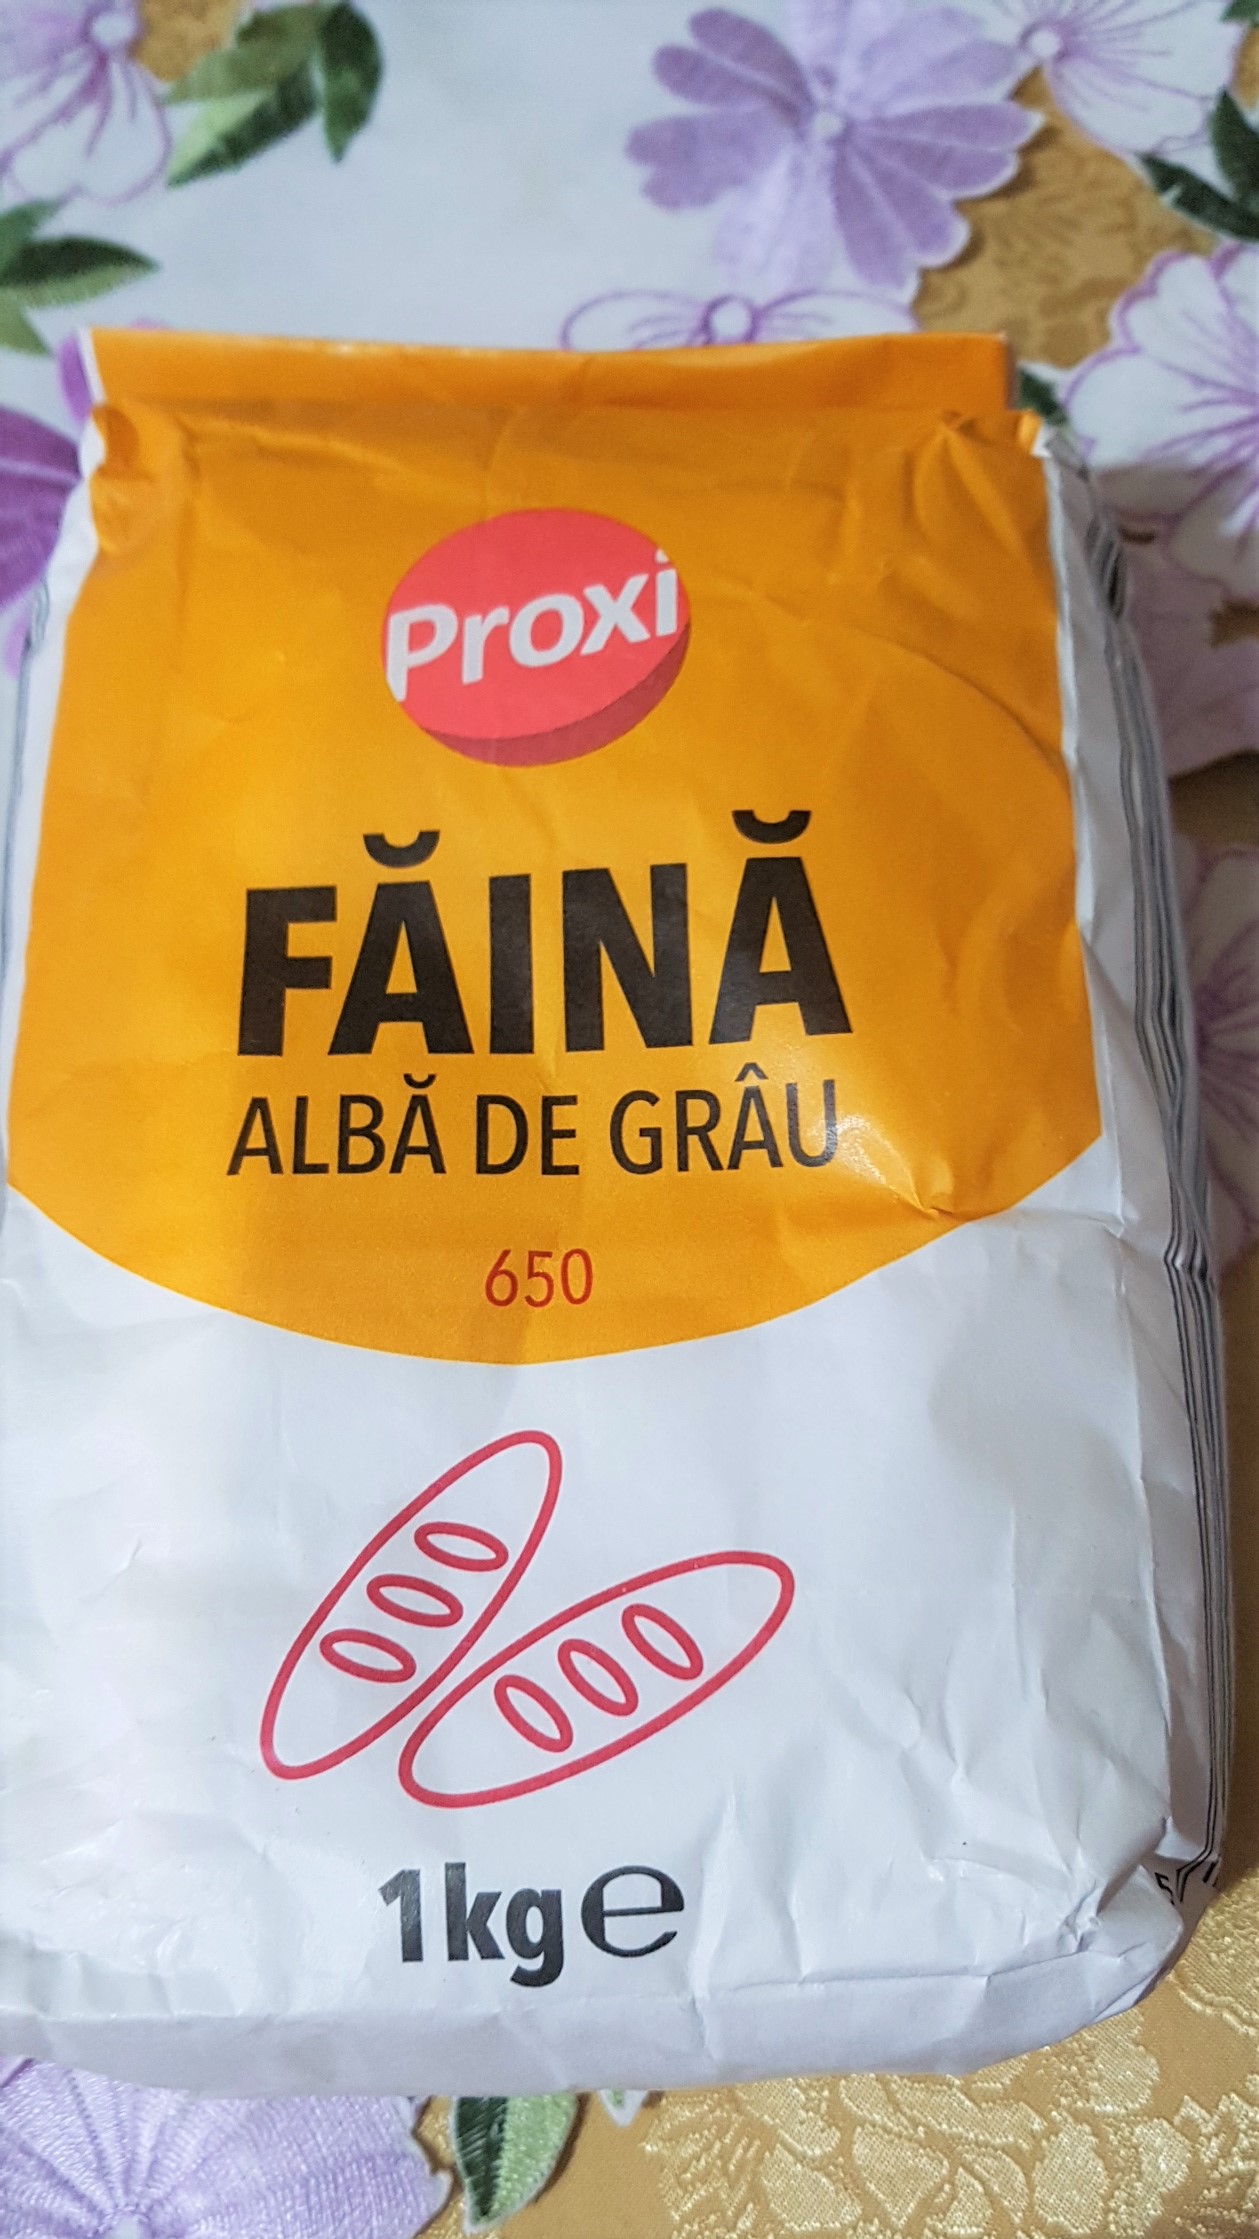 Proxi
FĂINĂ
ALBĂ DE GRÂU
650
1kg℮